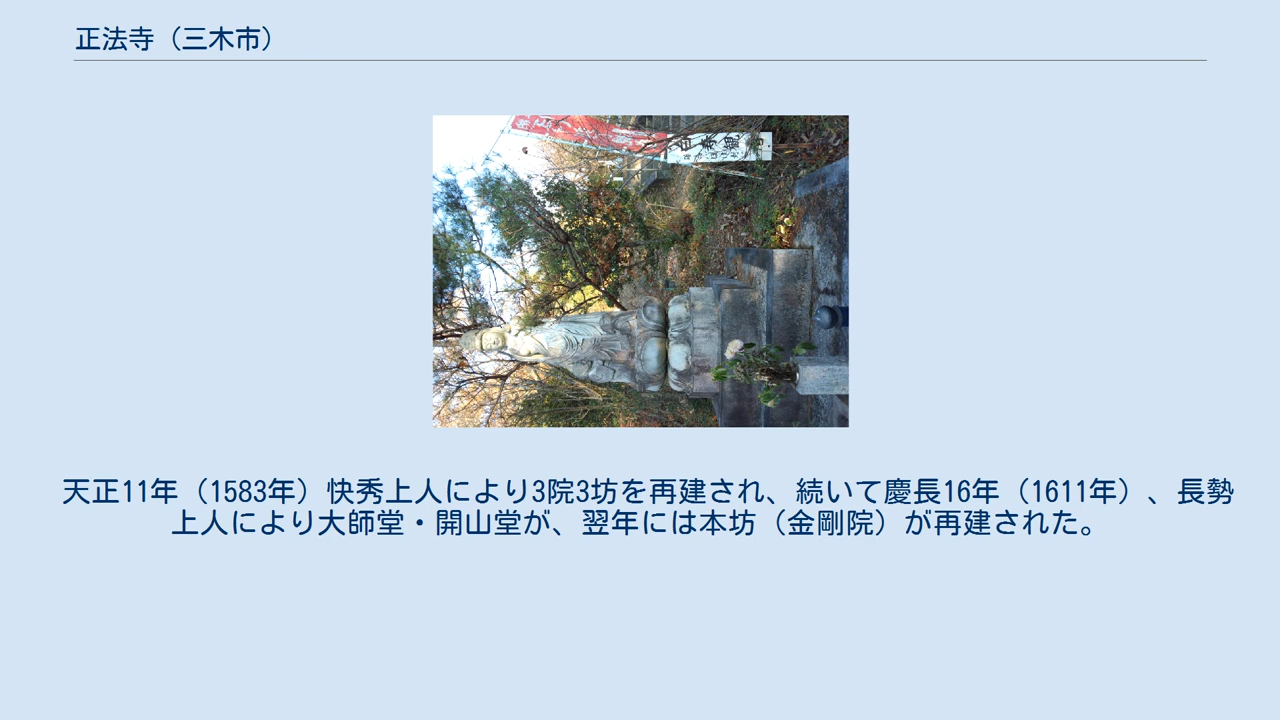 正法寺（三木市）
天正11年（1583年）快秀上人により3院3坊を再建され、続いて慶長16年（1611年）、長勢
上人により大師堂・開山堂が、翌年には本坊（金剛院）が再建された。